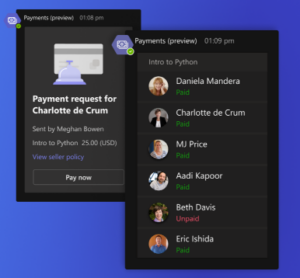 Payments (preview) 01:08 pm
Payment request for
Charlotte de Crum
Sent by Meghan Bowen
Intro to Python 25.00 (USD)
View seller policy
Pay now
Payments (preview) 01:09 pm
Intro to Python
Daniela Mandera
Paid
Charlotte de Crum
Paid
MJ Price
Paid
Aadi Kapoor
Paid
Beth Davis
Unpaid
Eric Ishida
Paid